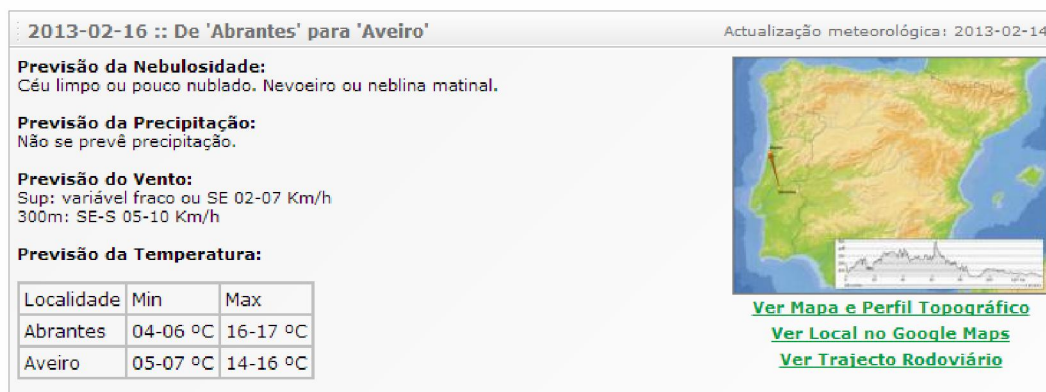 2013-02-16 :: De 'Abrantes' para 'Aveiro'
Actualização meteorológica: 2013-02-14
Previsão da Nebulosidade:
Céu limpo ou pouco nublado. Nevoeiro ou neblina matinal.
Previsão da Precipitação:
Não se prevê precipitação.
Previsão do Vento:
Sup: variável fraco ou SE 02-07 Km/h
300m: SE-S 05-10 Km/h
Previsão da Temperatura:
Localidade Min Max
Abrantes 04-06 ºC 16-17 ºC
Aveiro 05-07 ºC 14-16 ºC
Ver Mapa e Perfil Topográfico
Ver Local no Google Maps
Ver Trajecto Rodoviário